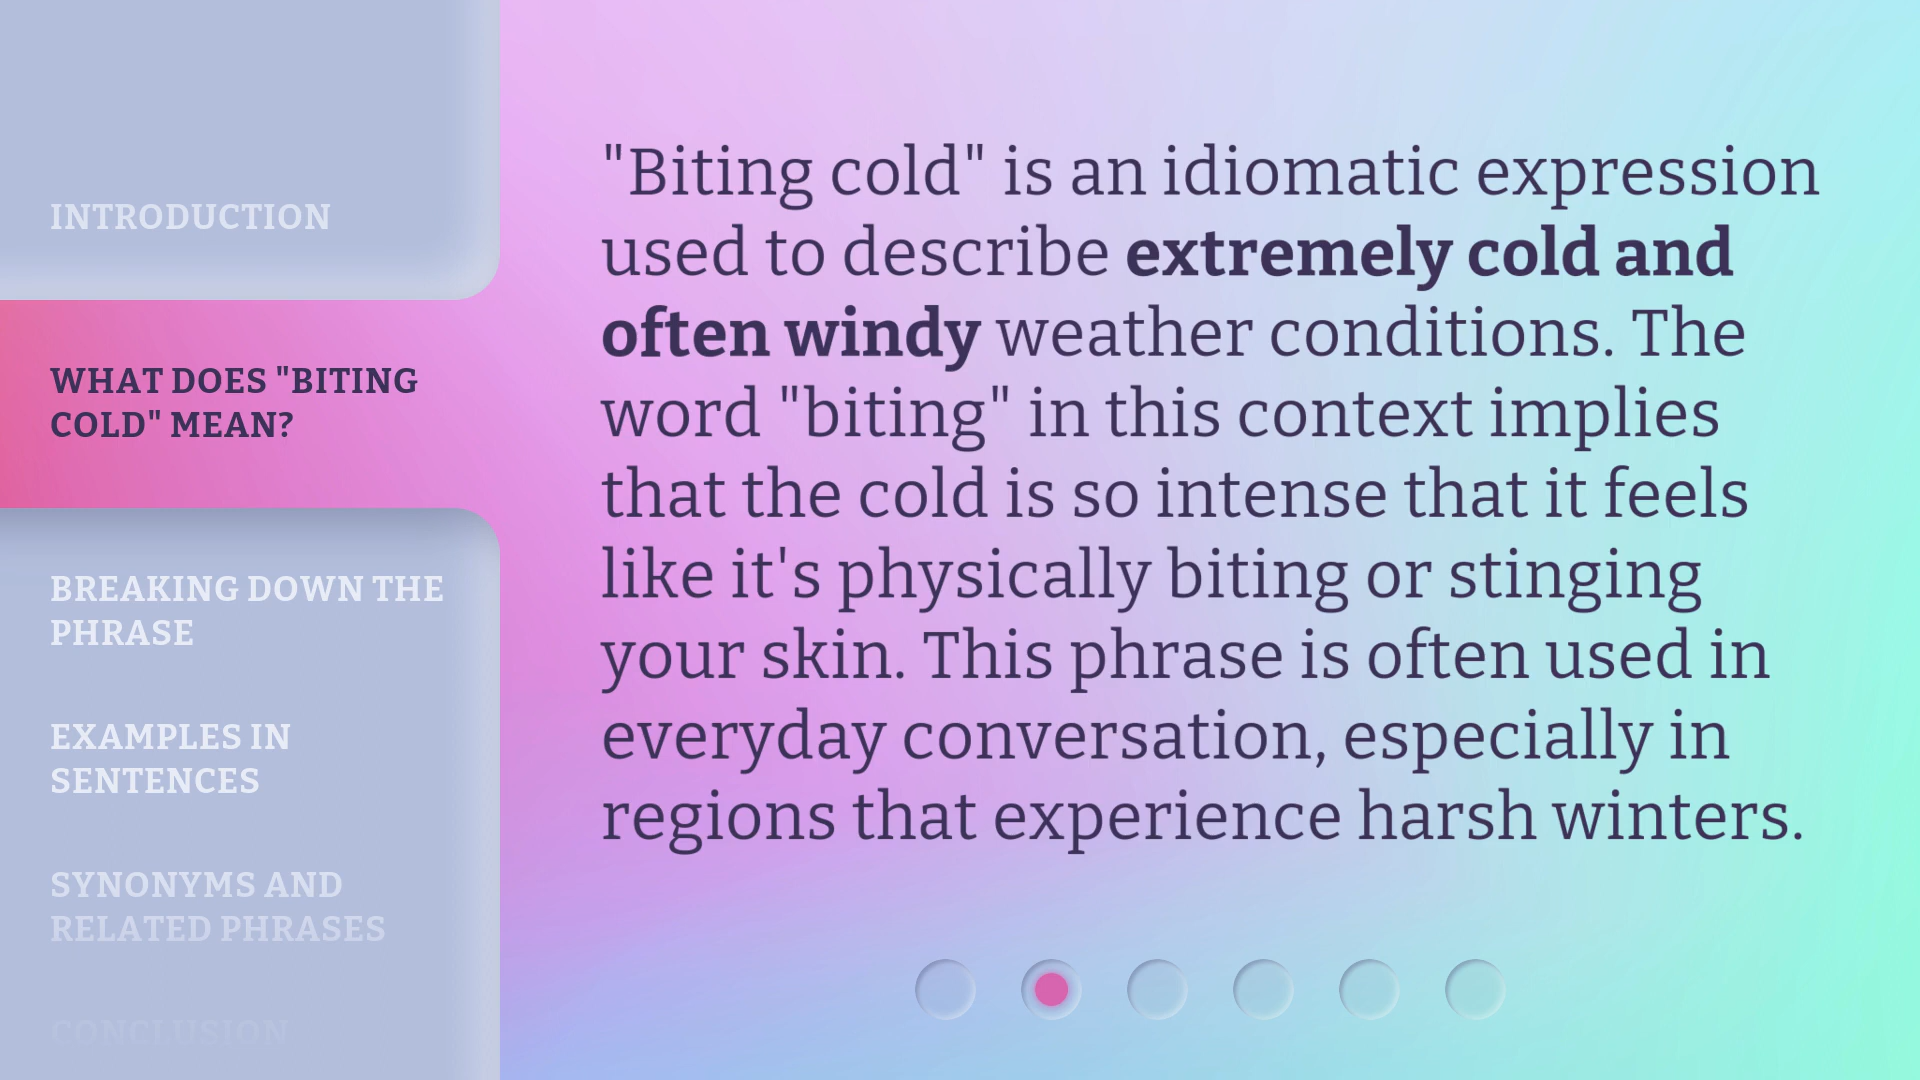 INTRODUCTION
WHAT DOES "BITING
COLD" MEAN?
BREAKING DOWN THE
PHRASE
EXAMPLES IN
SENTENCES
SYNONYMS AND
RELATED PHRASES
CONCLUSION
"Biting cold" is an idiomatic expression
used to describe extremely cold and
often windy weather conditions. The
word "biting" in this context implies
that the cold is so intense that it feels
like it's physically biting or stinging
your skin. This phrase is often used in
everyday conversation, especially in
regions that experience harsh winters.